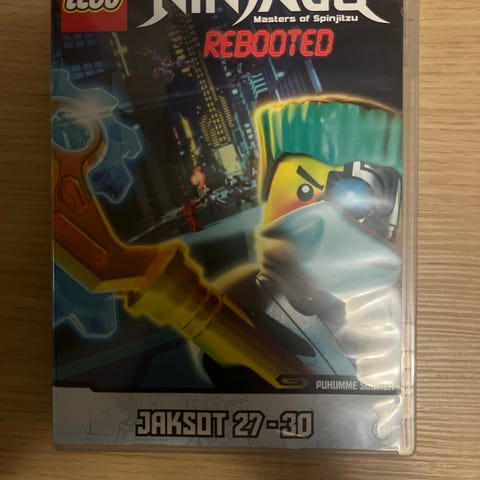 LEGO
NINJAGO
Masters of Spinjitzu
REBOOTED
PUHUMME SUOMEA
JAKSOT 27-30